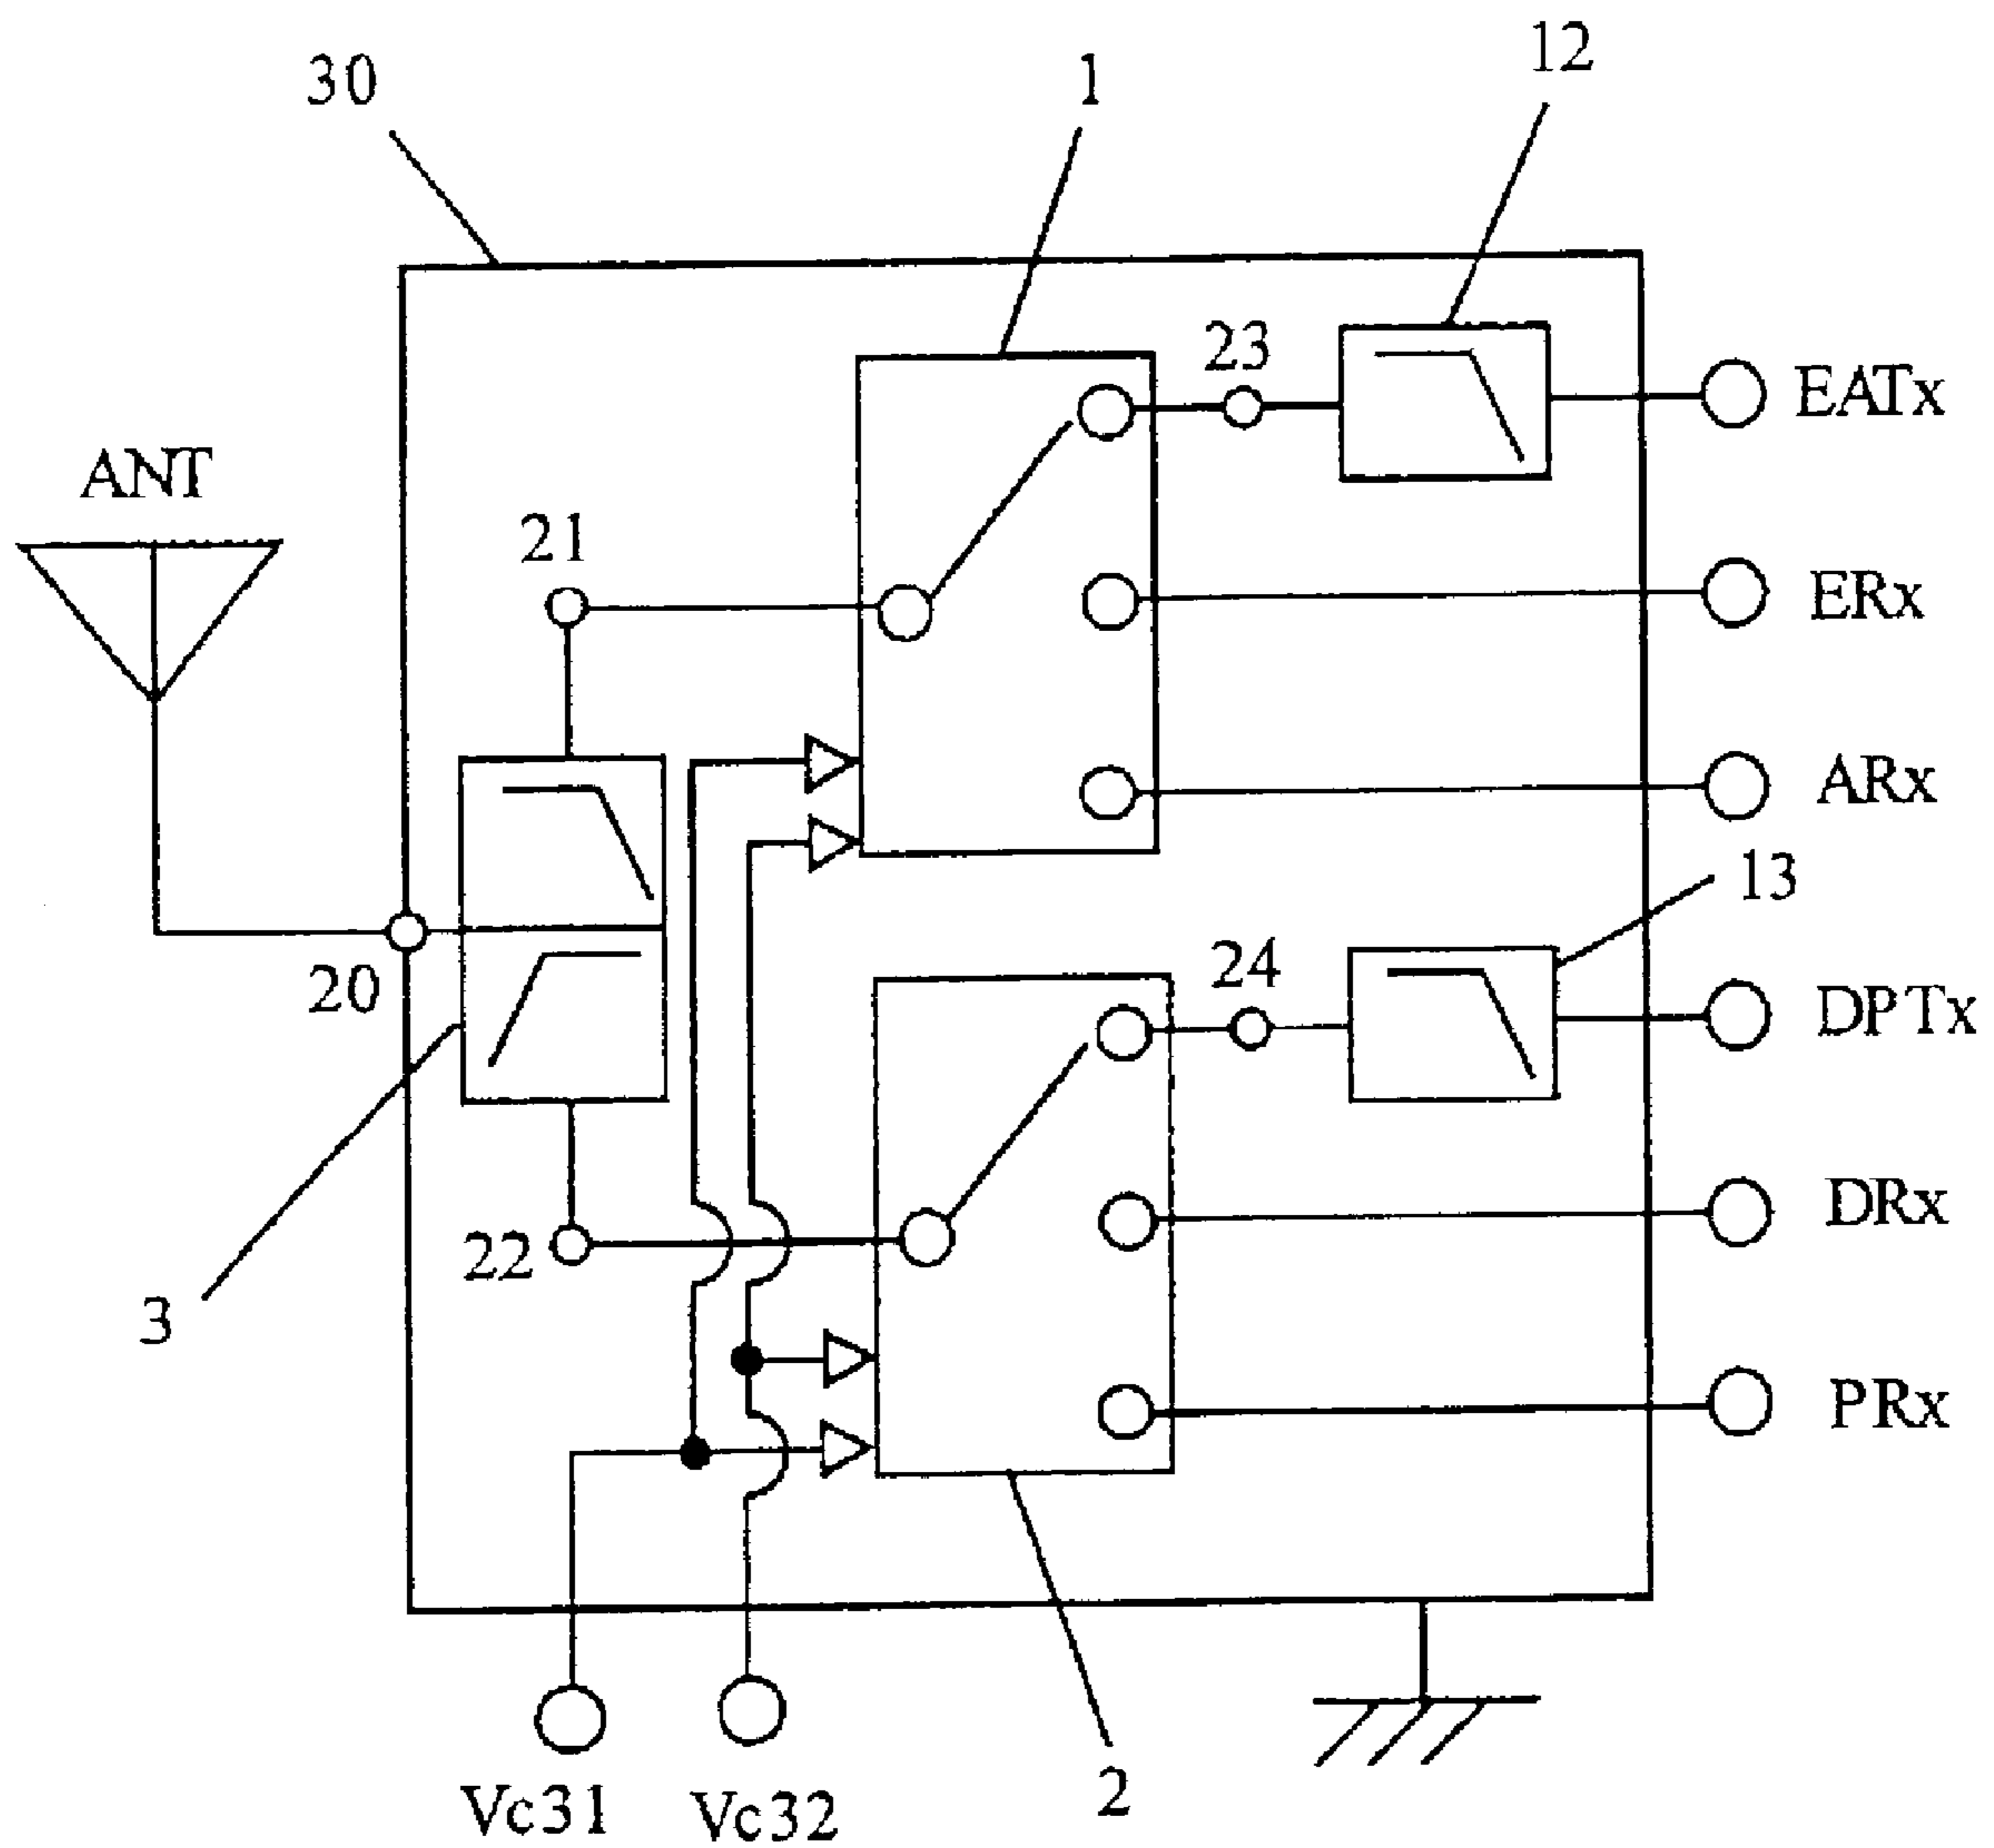 30
1
12
23
EATx
ANT
21
ERx
ARx
13
20
24
DPTx
22
DRx
3
PRx
Vc31
Vc32
2